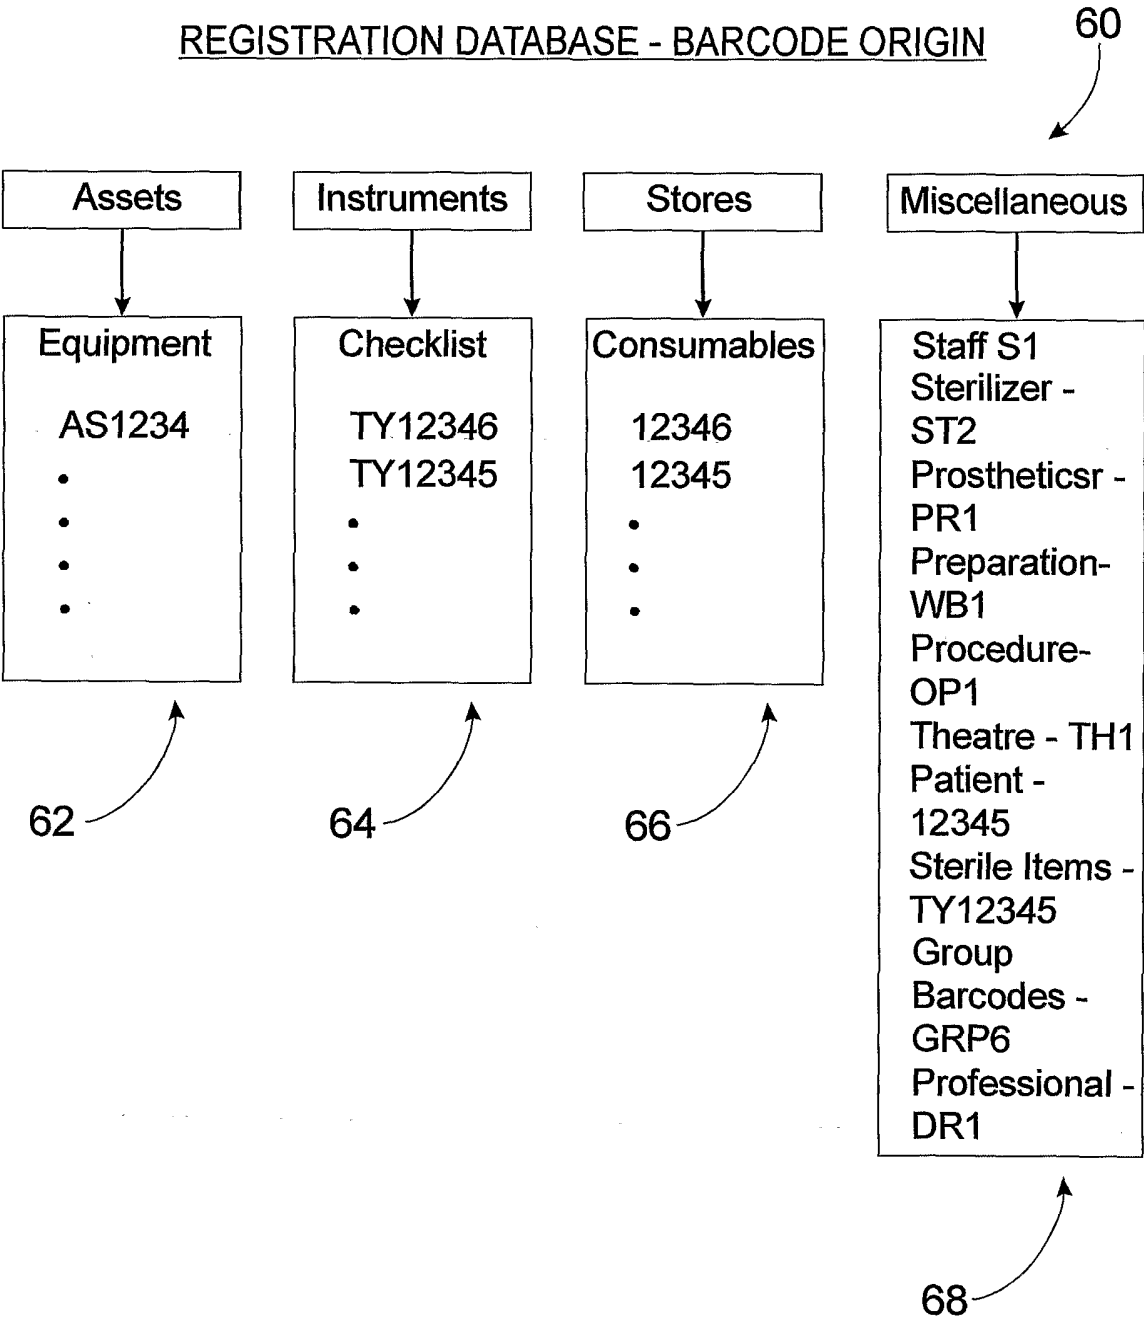 REGISTRATION DATABASE - BARCODE ORIGIN
60
Assets
Instruments
Stores
Miscellaneous
Equipment
AS1234
•
•
•
•
62
Checklist
TY12346
TY12345
•
•
•
64
Consumables
12346
12345
•
•
•
66
Staff S1
Sterilizer -
ST2
Prostheticsr -
PR1
Preparation-
WB1
Procedure-
OP1
Theatre - TH1
Patient -
12345
Sterile Items -
TY12345
Group
Barcodes -
GRP6
Professional -
DR1
68